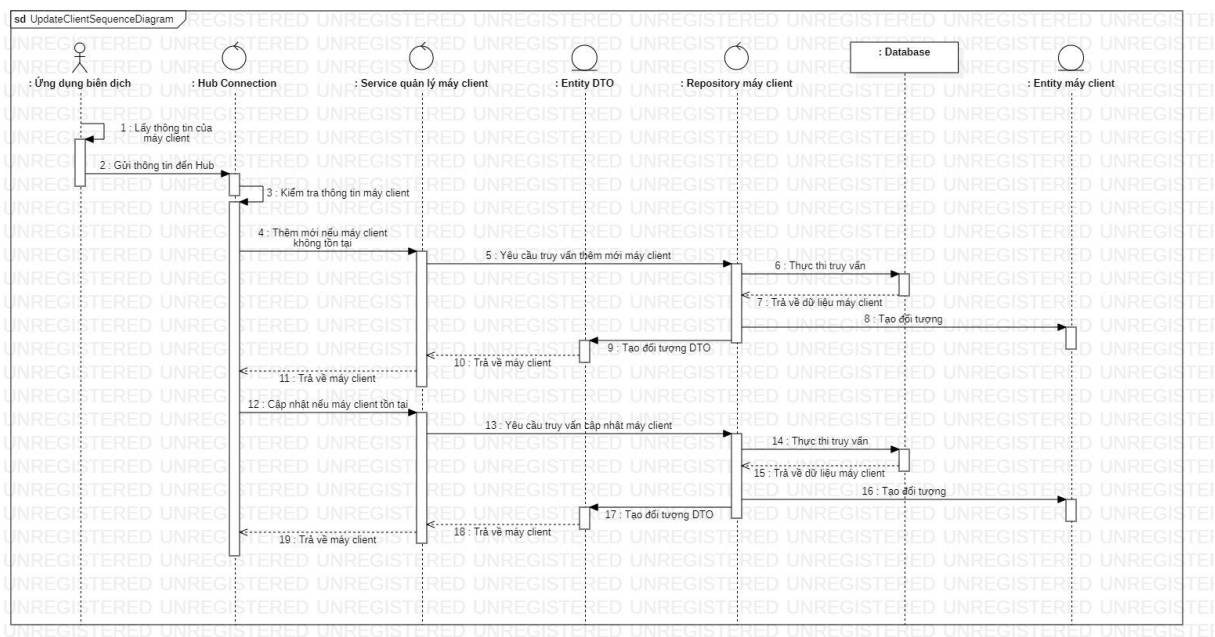 sd UpdateClientSequenceDiagram
: Ứng dụng biên dịch
: Hub Connection
: Service quản lý máy client
: Entity DTO
: Repository máy client
: Database
: Entity máy client
1 : Lấy thông tin của
máy client
2 : Gửi thông tin đến Hub
3 : Kiểm tra thông tin máy client
4 : Thêm mới nếu máy client
không tồn tại
5 : Yêu cầu truy vấn thêm mới máy client
6 : Thực thi truy vấn
7 : Trả về dữ liệu máy client
8 : Tạo đối tượng
9 : Tạo đối tượng DTO
10 : Trả về máy client
11 : Trả về máy client
12 : Cập nhật nếu máy client tồn tại
13 : Yêu cầu truy vấn cập nhật máy client
14 : Thực thi truy vấn
15 : Trả về dữ liệu máy client
16 : Tạo đối tượng
17 : Tạo đối tượng DTO
18 : Trả về máy client
19 : Trả về máy client
UNREGISTERED